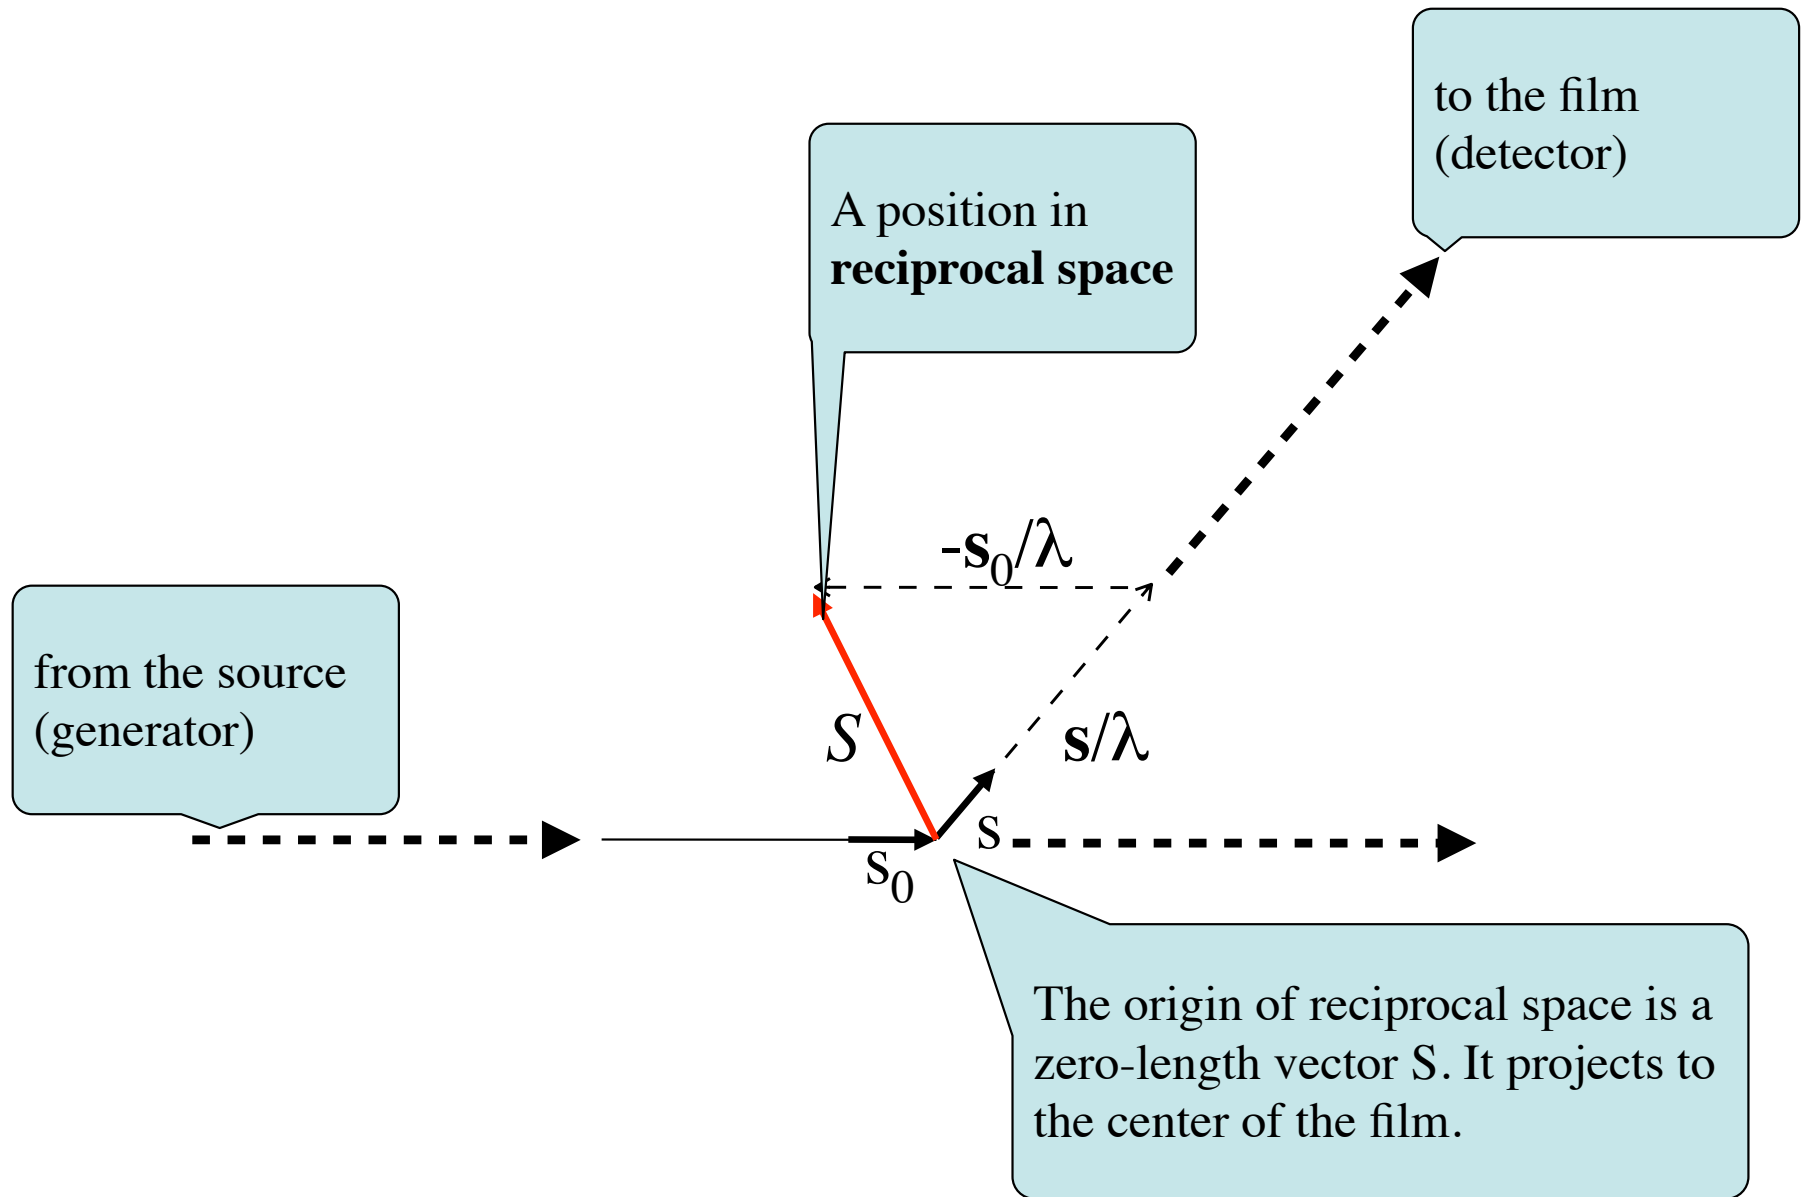 to the film
(detector)
A position in
reciprocal space
-s₀/λ
from the source
(generator)
S
s/λ
s
s₀
The origin of reciprocal space is a
zero-length vector S. It projects to
the center of the film.